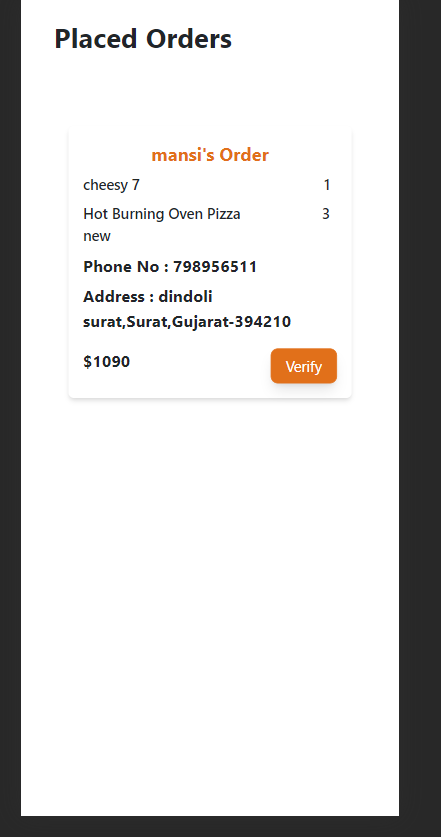 Placed Orders
mansi's Order
cheesy 7 1
Hot Burning Oven Pizza 3
new
Phone No : 798956511
Address : dindoli
surat,Surat,Gujarat-394210
$1090 Verify